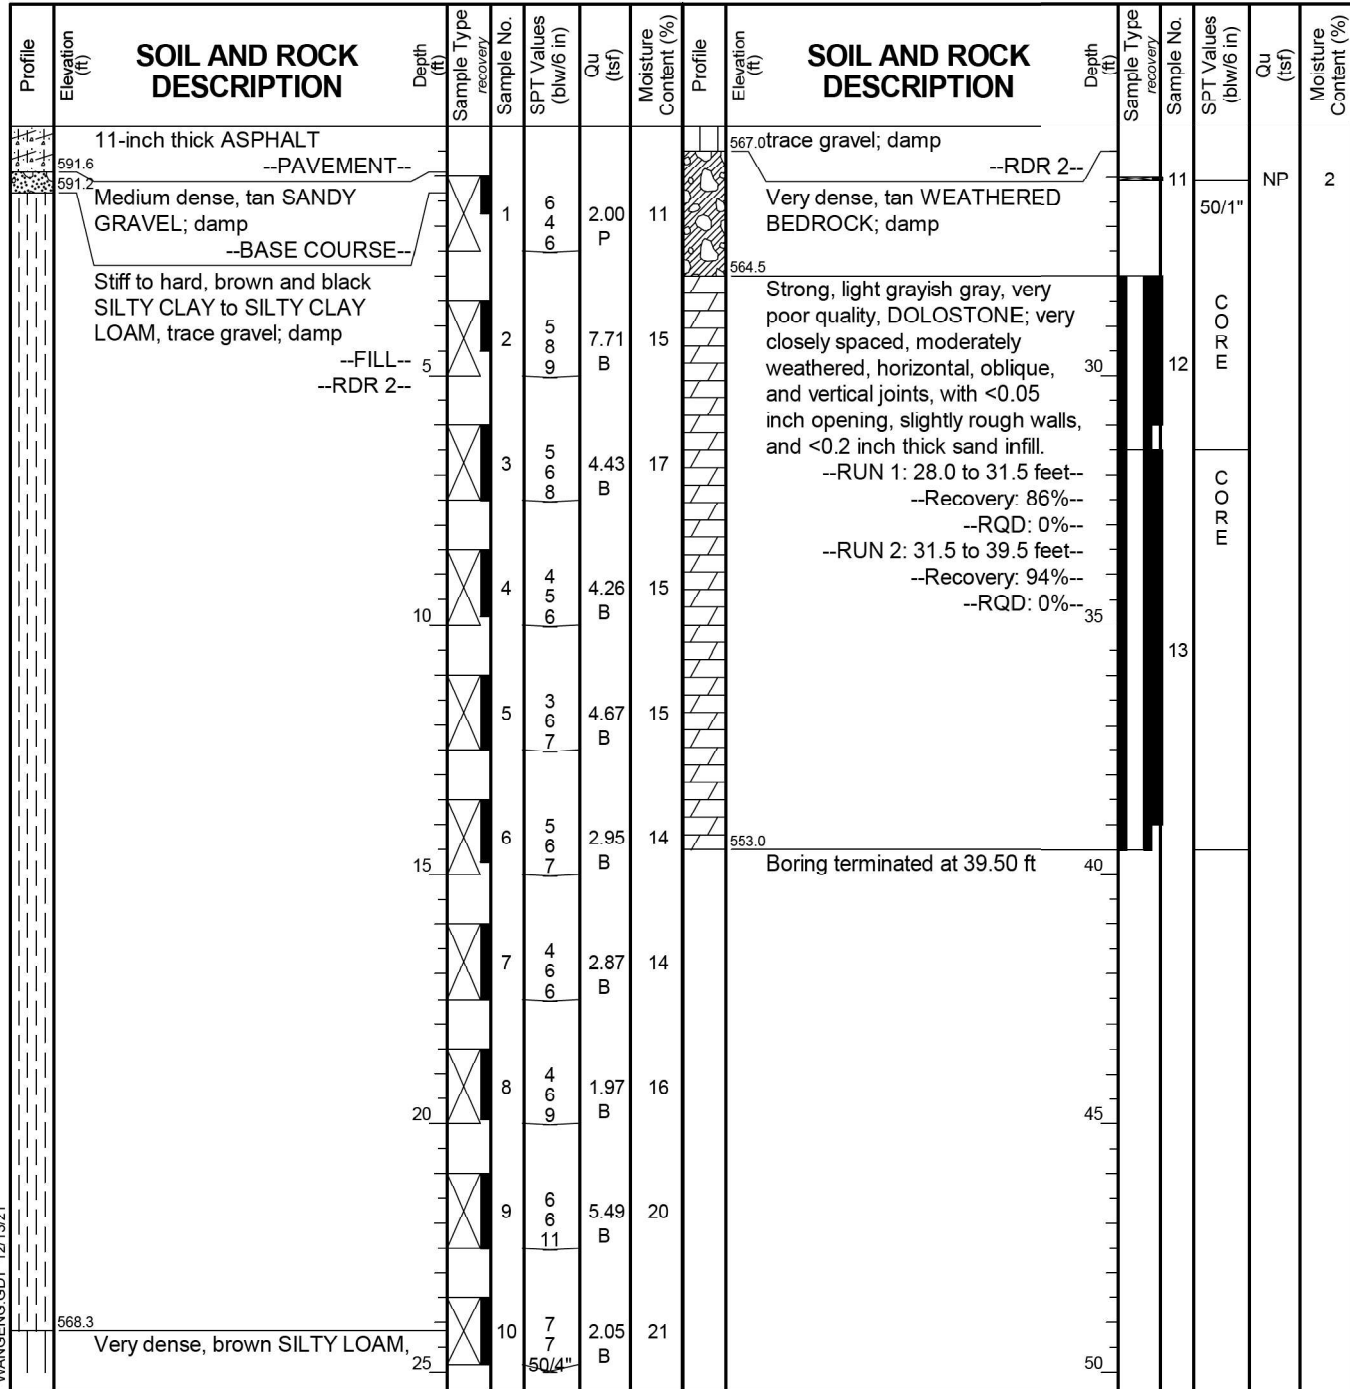 Profile
Elevation (ft)
SOIL AND ROCK DESCRIPTION
Depth (ft)
Sample Type recovery
Sample No.
SPT Values (blw/6 in)
Qu (tsf)
Moisture Content (%)
11-inch thick ASPHALT
591.6
--PAVEMENT--
591.2
Medium dense, tan SANDY
GRAVEL; damp
--BASE COURSE--
Stiff to hard, brown and black
SILTY CLAY to SILTY CLAY
LOAM, trace gravel; damp
--FILL--
--RDR 2--
5
10
15
20
568.3
Very dense, brown SILTY LOAM,
25
1 6 4 6 2.00 P 11
2 5 8 9 7.71 B 15
3 5 6 8 4.43 B 17
4 4 5 6 4.26 B 15
5 3 6 7 4.67 B 15
6 5 6 7 2.95 B 14
7 4 6 6 2.87 B 14
8 4 6 9 1.97 B 16
9 6 6 11 5.49 B 20
10 7 7 50/4" 2.05 B 21
Profile
Elevation (ft)
SOIL AND ROCK DESCRIPTION
Depth (ft)
Sample Type recovery
Sample No.
SPT Values (blw/6 in)
Qu (tsf)
Moisture Content (%)
567.0 trace gravel; damp
--RDR 2--
Very dense, tan WEATHERED
BEDROCK; damp
11 50/1" NP 2
564.5
Strong, light grayish gray, very
poor quality, DOLOSTONE; very
closely spaced, moderately
weathered, horizontal, oblique,
and vertical joints, with <0.05
inch opening, slightly rough walls,
and <0.2 inch thick sand infill.
--RUN 1: 28.0 to 31.5 feet--
--Recovery: 86%--
--RQD: 0%--
--RUN 2: 31.5 to 39.5 feet--
--Recovery: 94%--
--RQD: 0%--
30
35
12 CORE
13 CORE
553.0
Boring terminated at 39.50 ft
40
45
50
WANGENG.GDT 12/15/21